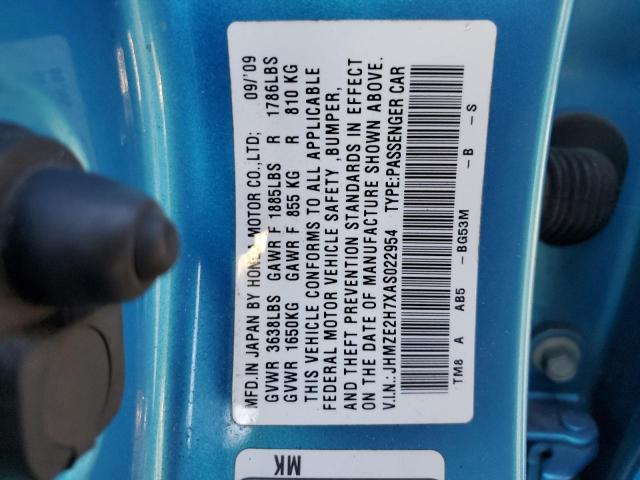 MFD.IN JAPAN BY HONDA MOTOR CO.,LTD; 09/'09
GVWR 3638LBS GAWR F 1885LBS R 1786LBS
GVWR 1650KG GAWR F 855 KG R 810 KG
THIS VEHICLE CONFORMS TO ALL APPLICABLE
FEDERAL MOTOR VEHICLE SAFETY ,BUMPER,
AND THEFT PREVENTION STANDARDS IN EFFECT
ON THE DATE OF MANUFACTURE SHOWN ABOVE.
V.I.N.: JHMZE2H7XAS022954 TYPE:PASSENGER CAR
TM8 A AB5 -BG53M -B -S
MK